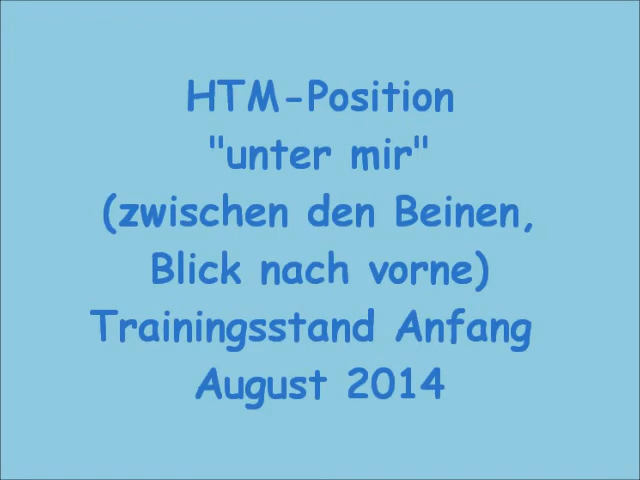 HTM-Position
"unter mir"
(zwischen den Beinen,
Blick nach vorne)
Trainingsstand Anfang
August 2014